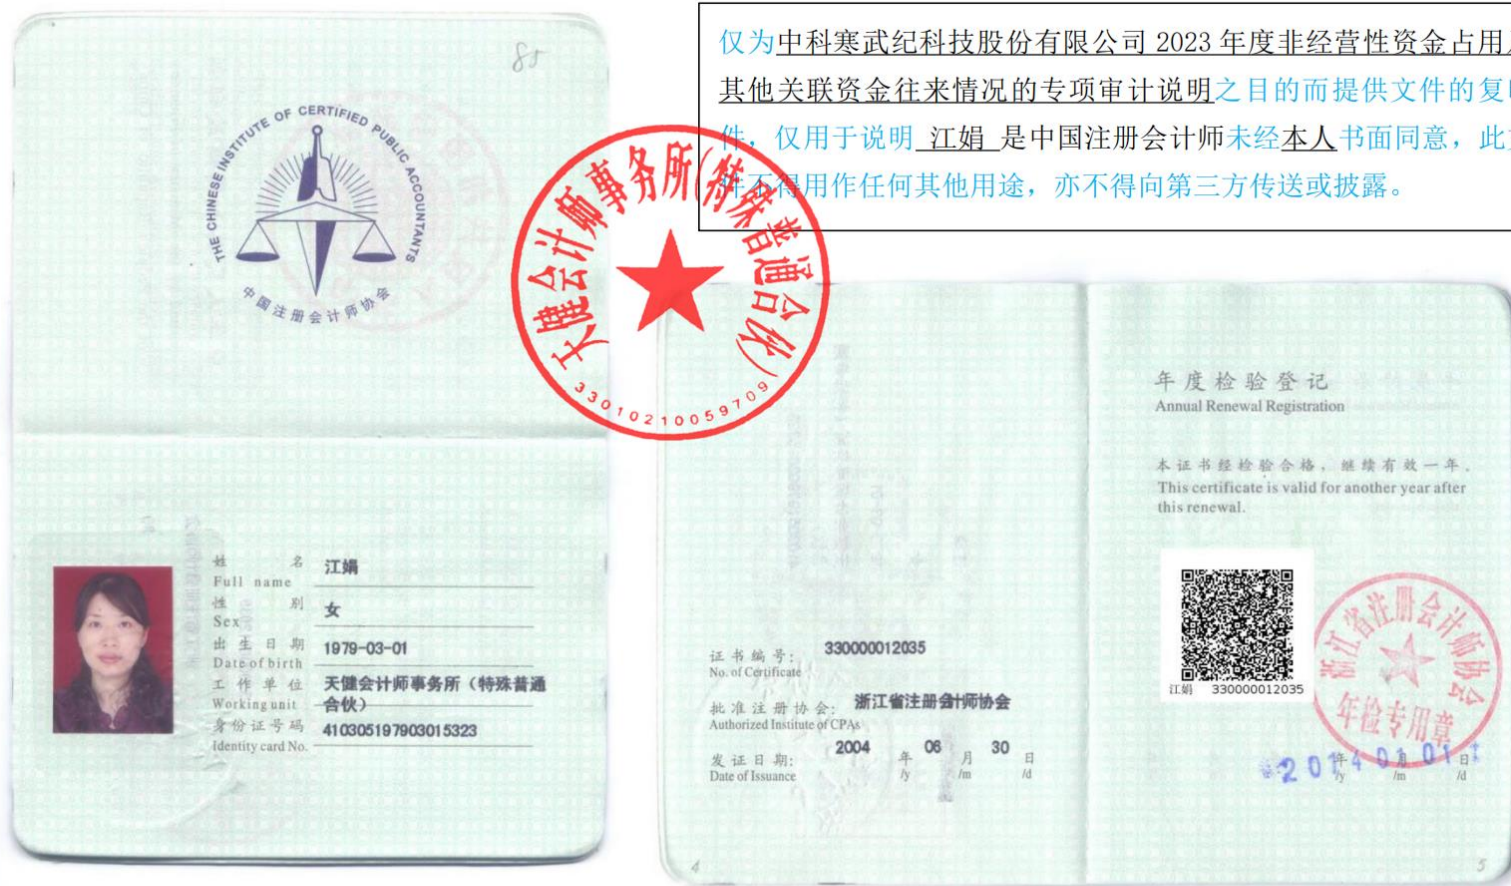 85
THE CHINESE INSTITUTE OF CERTIFIED PUBLIC ACCOUNTANTS
中国注册会计师协会
仅为中科寒武纪科技股份有限公司 2023 年度非经营性资金占用
其他关联资金往来情况的专项审计说明之目的而提供文件的复
件，仅用于说明 江娟 是中国注册会计师未经本人书面同意，此
件不得用作任何其他用途，亦不得向第三方传送或披露。
天健会计师事务所(特殊普通合伙)
33010210059709
姓 名 江娟
Full name
性 别 女
Sex
出生日期 1979-03-01
Date of birth
工作单位 天健会计师事务所（特殊普通
Working unit 合伙）
身份证号码 410305197903015323
Identity card No.
证书编号: 330000012035
No. of Certificate
批准注册协会: 浙江省注册会计师协会
Authorized Institute of CPAs
发证日期: 2004 年 06 月 30 日
Date of Issuance /y /m /d
4
年度检验登记
Annual Renewal Registration
本证书经检验合格，继续有效一年.
This certificate is valid for another year after
this renewal.
江娟 330000012035
浙江省注册会计师协会
年检专用章
2014 年 01 月 01 日
/y /m /d
5